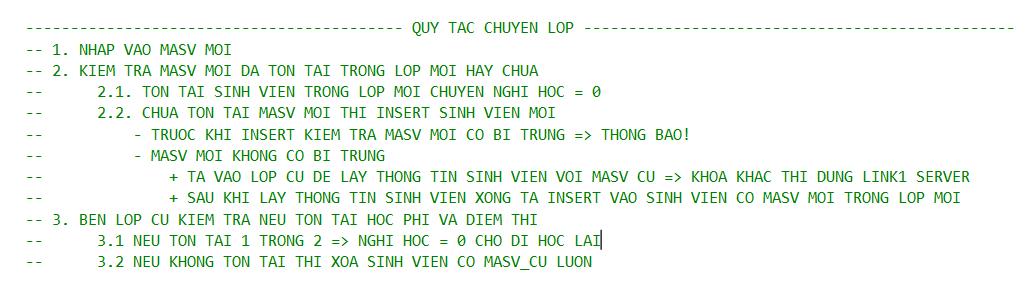 ------------------------------------------ QUY TAC CHUYEN LOP ------------------------------------------------
-- 1. NHAP VAO MASV MOI
-- 2. KIEM TRA MASV MOI DA TON TAI TRONG LOP MOI HAY CHUA
--      2.1. TON TAI SINH VIEN TRONG LOP MOI CHUYEN NGHI HOC = 0
--      2.2. CHUA TON TAI MASV MOI THI INSERT SINH VIEN MOI
--          - TRUOC KHI INSERT KIEM TRA MASV MOI CO BI TRUNG => THONG BAO!
--          - MASV MOI KHONG CO BI TRUNG
--              + TA VAO LOP CU DE LAY THONG TIN SINH VIEN VOI MASV CU => KHOA KHAC THI DUNG LINK1 SERVER
--              + SAU KHI LAY THONG TIN SINH VIEN XONG TA INSERT VAO SINH VIEN CO MASV MOI TRONG LOP MOI
-- 3. BEN LOP CU KIEM TRA NEU TON TAI HOC PHI VA DIEM THI
--      3.1 NEU TON TAI 1 TRONG 2 => NGHI HOC = 0 CHO DI HOC LAI
--      3.2 NEU KHONG TON TAI THI XOA SINH VIEN CO MASV_CU LUON